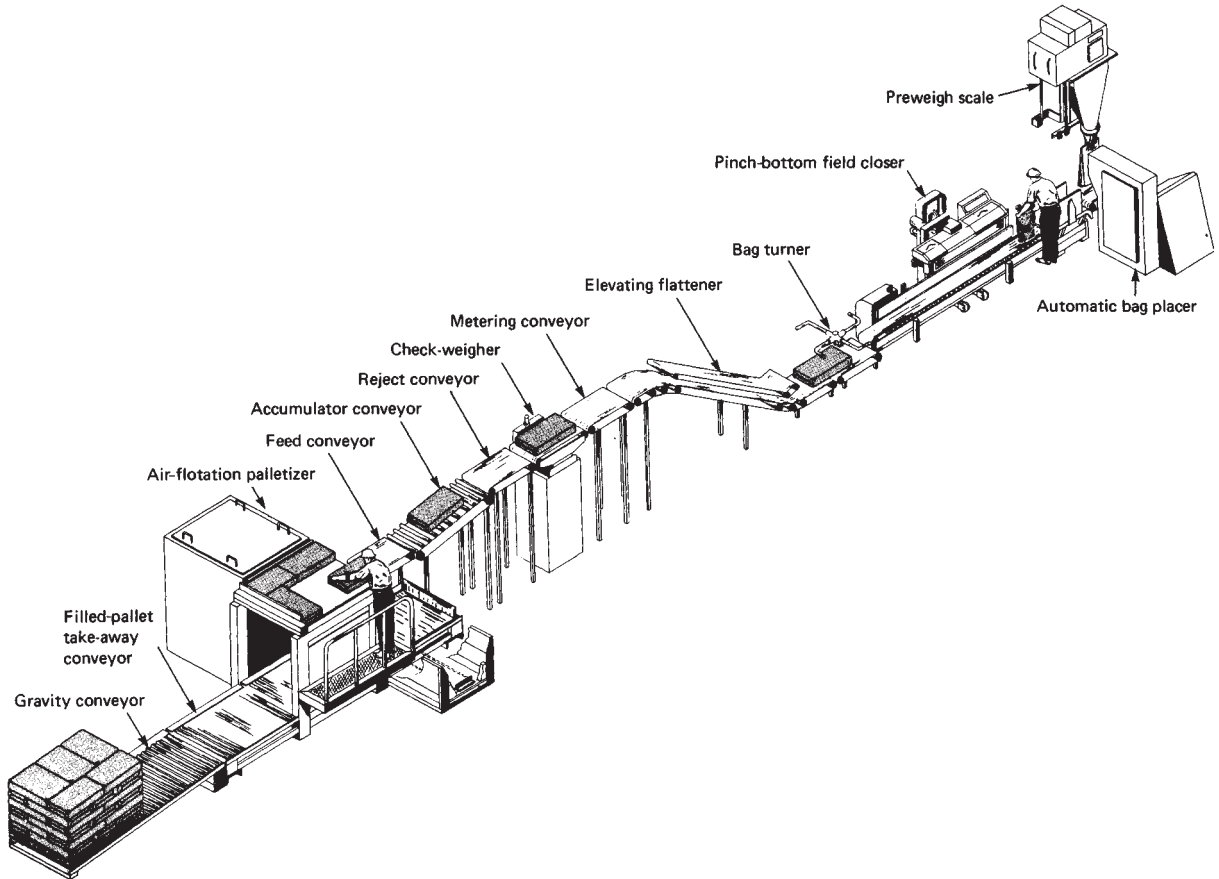 Preweigh scale
Pinch-bottom field closer
Bag turner
Automatic bag placer
Elevating flattener
Metering conveyor
Check-weigher
Reject conveyor
Accumulator conveyor
Feed conveyor
Air-flotation palletizer
Filled-pallet
take-away
conveyor
Gravity conveyor